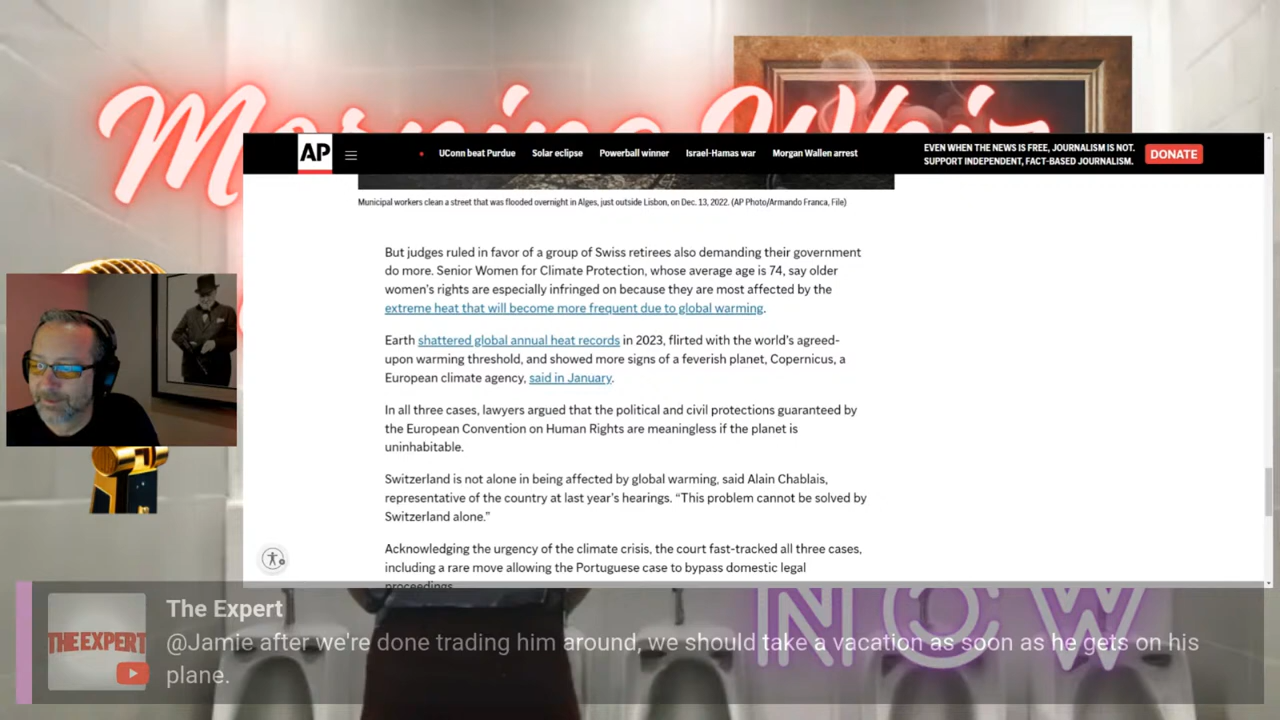 Morning Whiz
AP
UConn beat Purdue
Solar eclipse
Powerball winner
Israel-Hamas war
Morgan Wallen arrest
EVEN WHEN THE NEWS IS FREE, JOURNALISM IS NOT.
SUPPORT INDEPENDENT, FACT-BASED JOURNALISM.
DONATE
Municipal workers clean a street that was flooded overnight in Alges, just outside Lisbon, on Dec. 13, 2022. (AP Photo/Armando Franca, File)
But judges ruled in favor of a group of Swiss retirees also demanding their government
do more. Senior Women for Climate Protection, whose average age is 74, say older
women's rights are especially infringed on because they are most affected by the
extreme heat that will become more frequent due to global warming.
Earth shattered global annual heat records in 2023, flirted with the world's agreed-
upon warming threshold, and showed more signs of a feverish planet, Copernicus, a
European climate agency, said in January.
In all three cases, lawyers argued that the political and civil protections guaranteed by
the European Convention on Human Rights are meaningless if the planet is
uninhabitable.
Switzerland is not alone in being affected by global warming, said Alain Chablais,
representative of the country at last year's hearings. “This problem cannot be solved by
Switzerland alone.”
Acknowledging the urgency of the climate crisis, the court fast-tracked all three cases,
including a rare move allowing the Portuguese case to bypass domestic legal
proceedings.
NOW
THE EXPERT
The Expert
@Jamie after we're done trading him around, we should take a vacation as soon as he gets on his
plane.